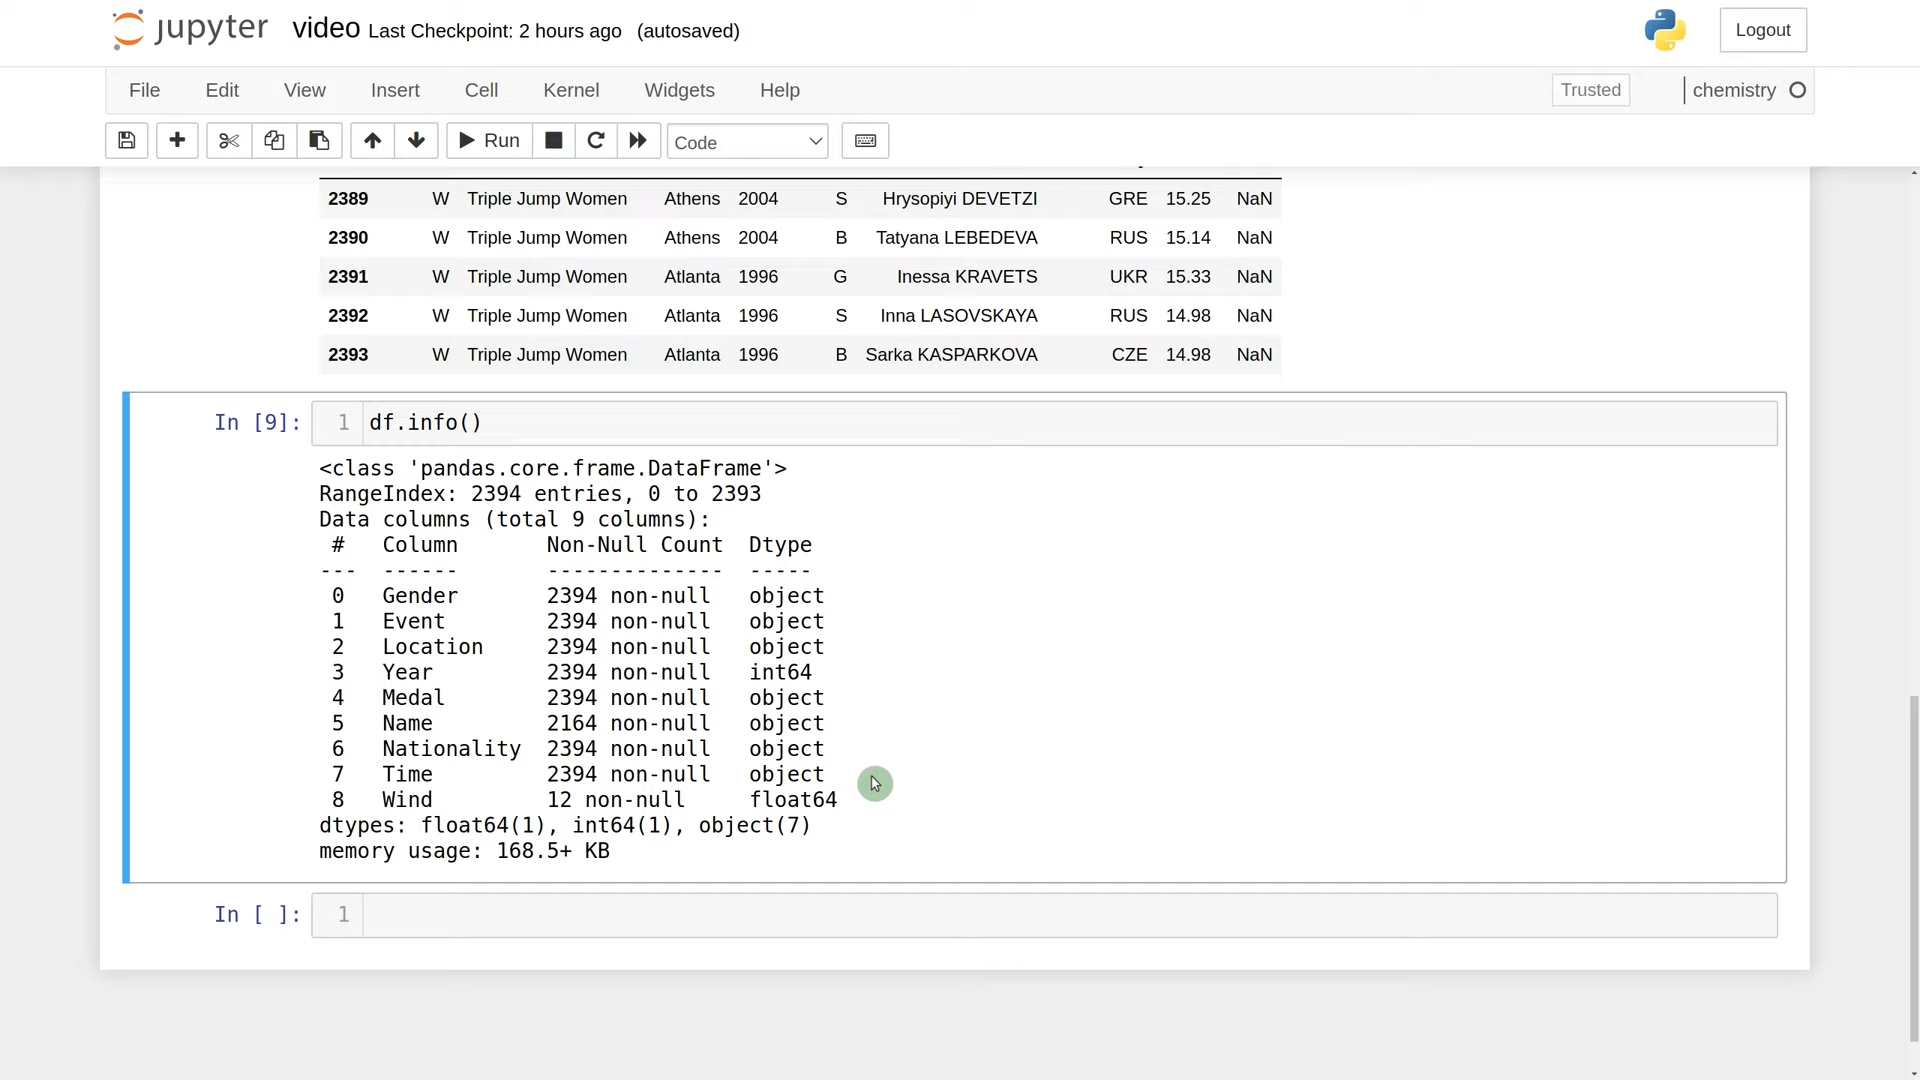 jupyter video Last Checkpoint: 2 hours ago (autosaved) Logout
File Edit View Insert Cell Kernel Widgets Help Trusted chemistry
Run Code
2389 W Triple Jump Women Athens 2004 S Hrysopiyi DEVETZI GRE 15.25 NaN
2390 W Triple Jump Women Athens 2004 B Tatyana LEBEDEVA RUS 15.14 NaN
2391 W Triple Jump Women Atlanta 1996 G Inessa KRAVETS UKR 15.33 NaN
2392 W Triple Jump Women Atlanta 1996 S Inna LASOVSKAYA RUS 14.98 NaN
2393 W Triple Jump Women Atlanta 1996 B Sarka KASPARKOVA CZE 14.98 NaN
In [9]: 1 df.info()
<class 'pandas.core.frame.DataFrame'>
RangeIndex: 2394 entries, 0 to 2393
Data columns (total 9 columns):
# Column Non-Null Count Dtype
--- ------ -------------- -----
0 Gender 2394 non-null object
1 Event 2394 non-null object
2 Location 2394 non-null object
3 Year 2394 non-null int64
4 Medal 2394 non-null object
5 Name 2164 non-null object
6 Nationality 2394 non-null object
7 Time 2394 non-null object
8 Wind 12 non-null float64
dtypes: float64(1), int64(1), object(7)
memory usage: 168.5+ KB
In [ ]: 1